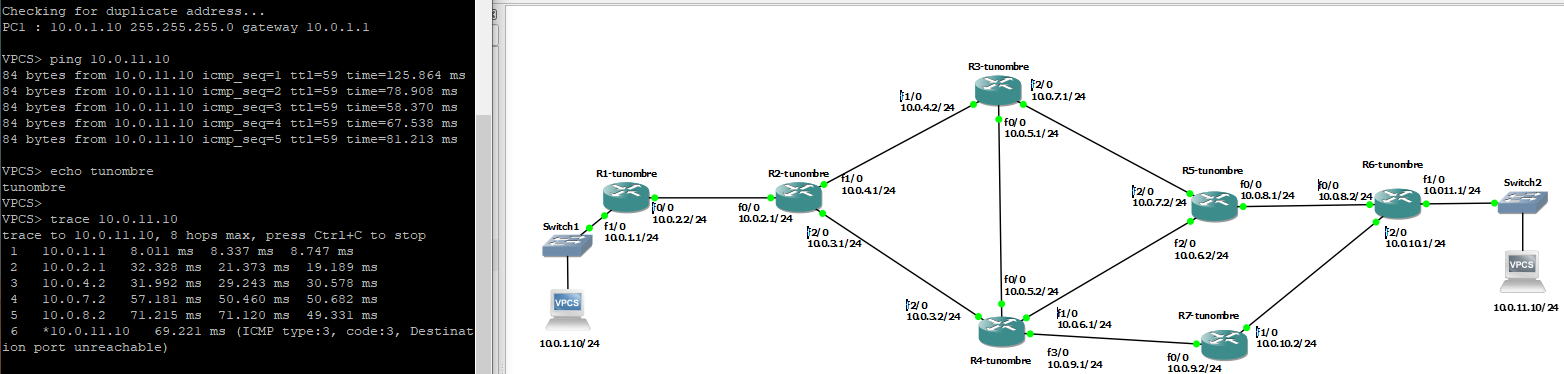 Checking for duplicate address...
PC1 : 10.0.1.10 255.255.255.0 gateway 10.0.1.1
VPCS> ping 10.0.11.10
84 bytes from 10.0.11.10 icmp_seq=1 ttl=59 time=125.864 ms
84 bytes from 10.0.11.10 icmp_seq=2 ttl=59 time=78.908 ms
84 bytes from 10.0.11.10 icmp_seq=3 ttl=59 time=58.370 ms
84 bytes from 10.0.11.10 icmp_seq=4 ttl=59 time=67.538 ms
84 bytes from 10.0.11.10 icmp_seq=5 ttl=59 time=81.213 ms
VPCS> echo tunombre
tunombre
VPCS>
VPCS> trace 10.0.11.10
trace to 10.0.11.10, 8 hops max, press Ctrl+C to stop
1 10.0.1.1 8.011 ms 8.337 ms 8.747 ms
2 10.0.2.1 32.328 ms 21.373 ms 19.189 ms
3 10.0.4.2 31.992 ms 29.243 ms 30.578 ms
4 10.0.7.2 57.181 ms 50.460 ms 50.682 ms
5 10.0.8.2 71.215 ms 71.120 ms 49.331 ms
6 *10.0.11.10 69.221 ms (ICMP type:3, code:3, Destinat
ion port unreachable)
Switch1
VPCS
10.0.1.10/24
R1-tunombre
f1/0
10.0.1.1/24
f0/0
10.0.2.2/24
R2-tunombre
f0/0
10.0.2.1/24
f1/0
10.0.4.1/24
f2/0
10.0.3.1/24
R3-tunombre
f1/0
10.0.4.2/24
f2/0
10.0.7.1/24
f0/0
10.0.5.1/24
f0/0
10.0.5.2/24
f2/0
10.0.3.2/24
f1/0
10.0.6.1/24
R4-tunombre
f3/0
10.0.9.1/24
R5-tunombre
f2/0
10.0.7.2/24
f0/0
10.0.8.1/24
f2/0
10.0.6.2/24
R6-tunombre
f0/0
10.0.8.2/24
f1/0
10.011.1/24
f2/0
10.0.10.1/24
R7-tunombre
f1/0
10.0.10.2/24
f0/0
10.0.9.2/24
Switch2
VPCS
10.0.11.10/24